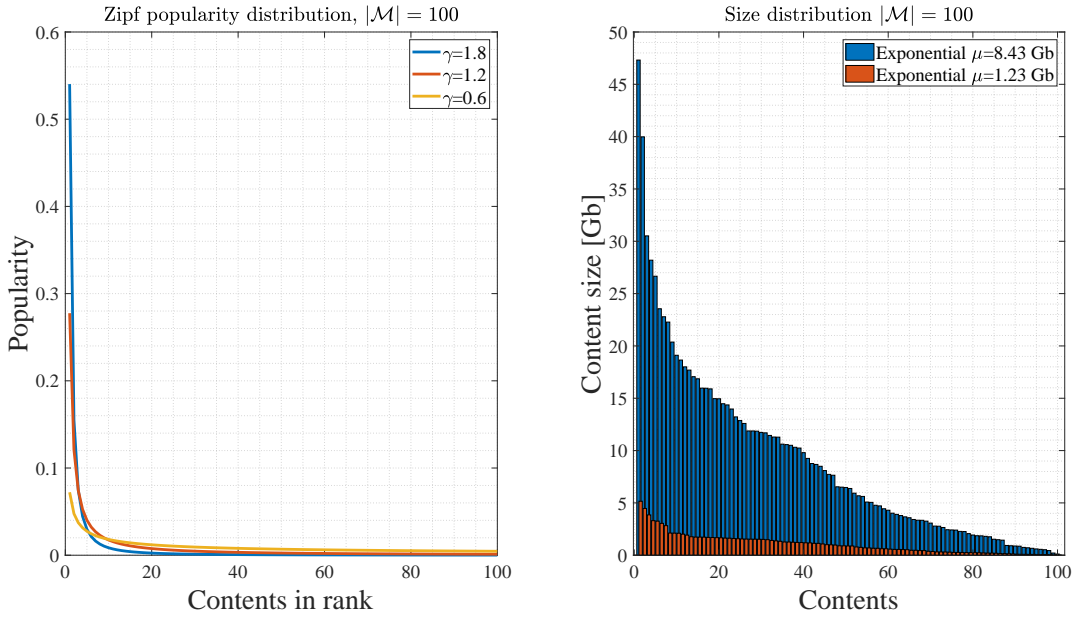 Zipf popularity distribution, |ℳ| = 100
0.6
0.5
0.4
0.3
0.2
0.1
0
Popularity
γ=1.8
γ=1.2
γ=0.6
0 20 40 60 80 100
Contents in rank
Size distribution |ℳ| = 100
50
45
40
35
30
25
20
15
10
5
0
Content size [Gb]
Exponential μ=8.43 Gb
Exponential μ=1.23 Gb
0 20 40 60 80 100
Contents